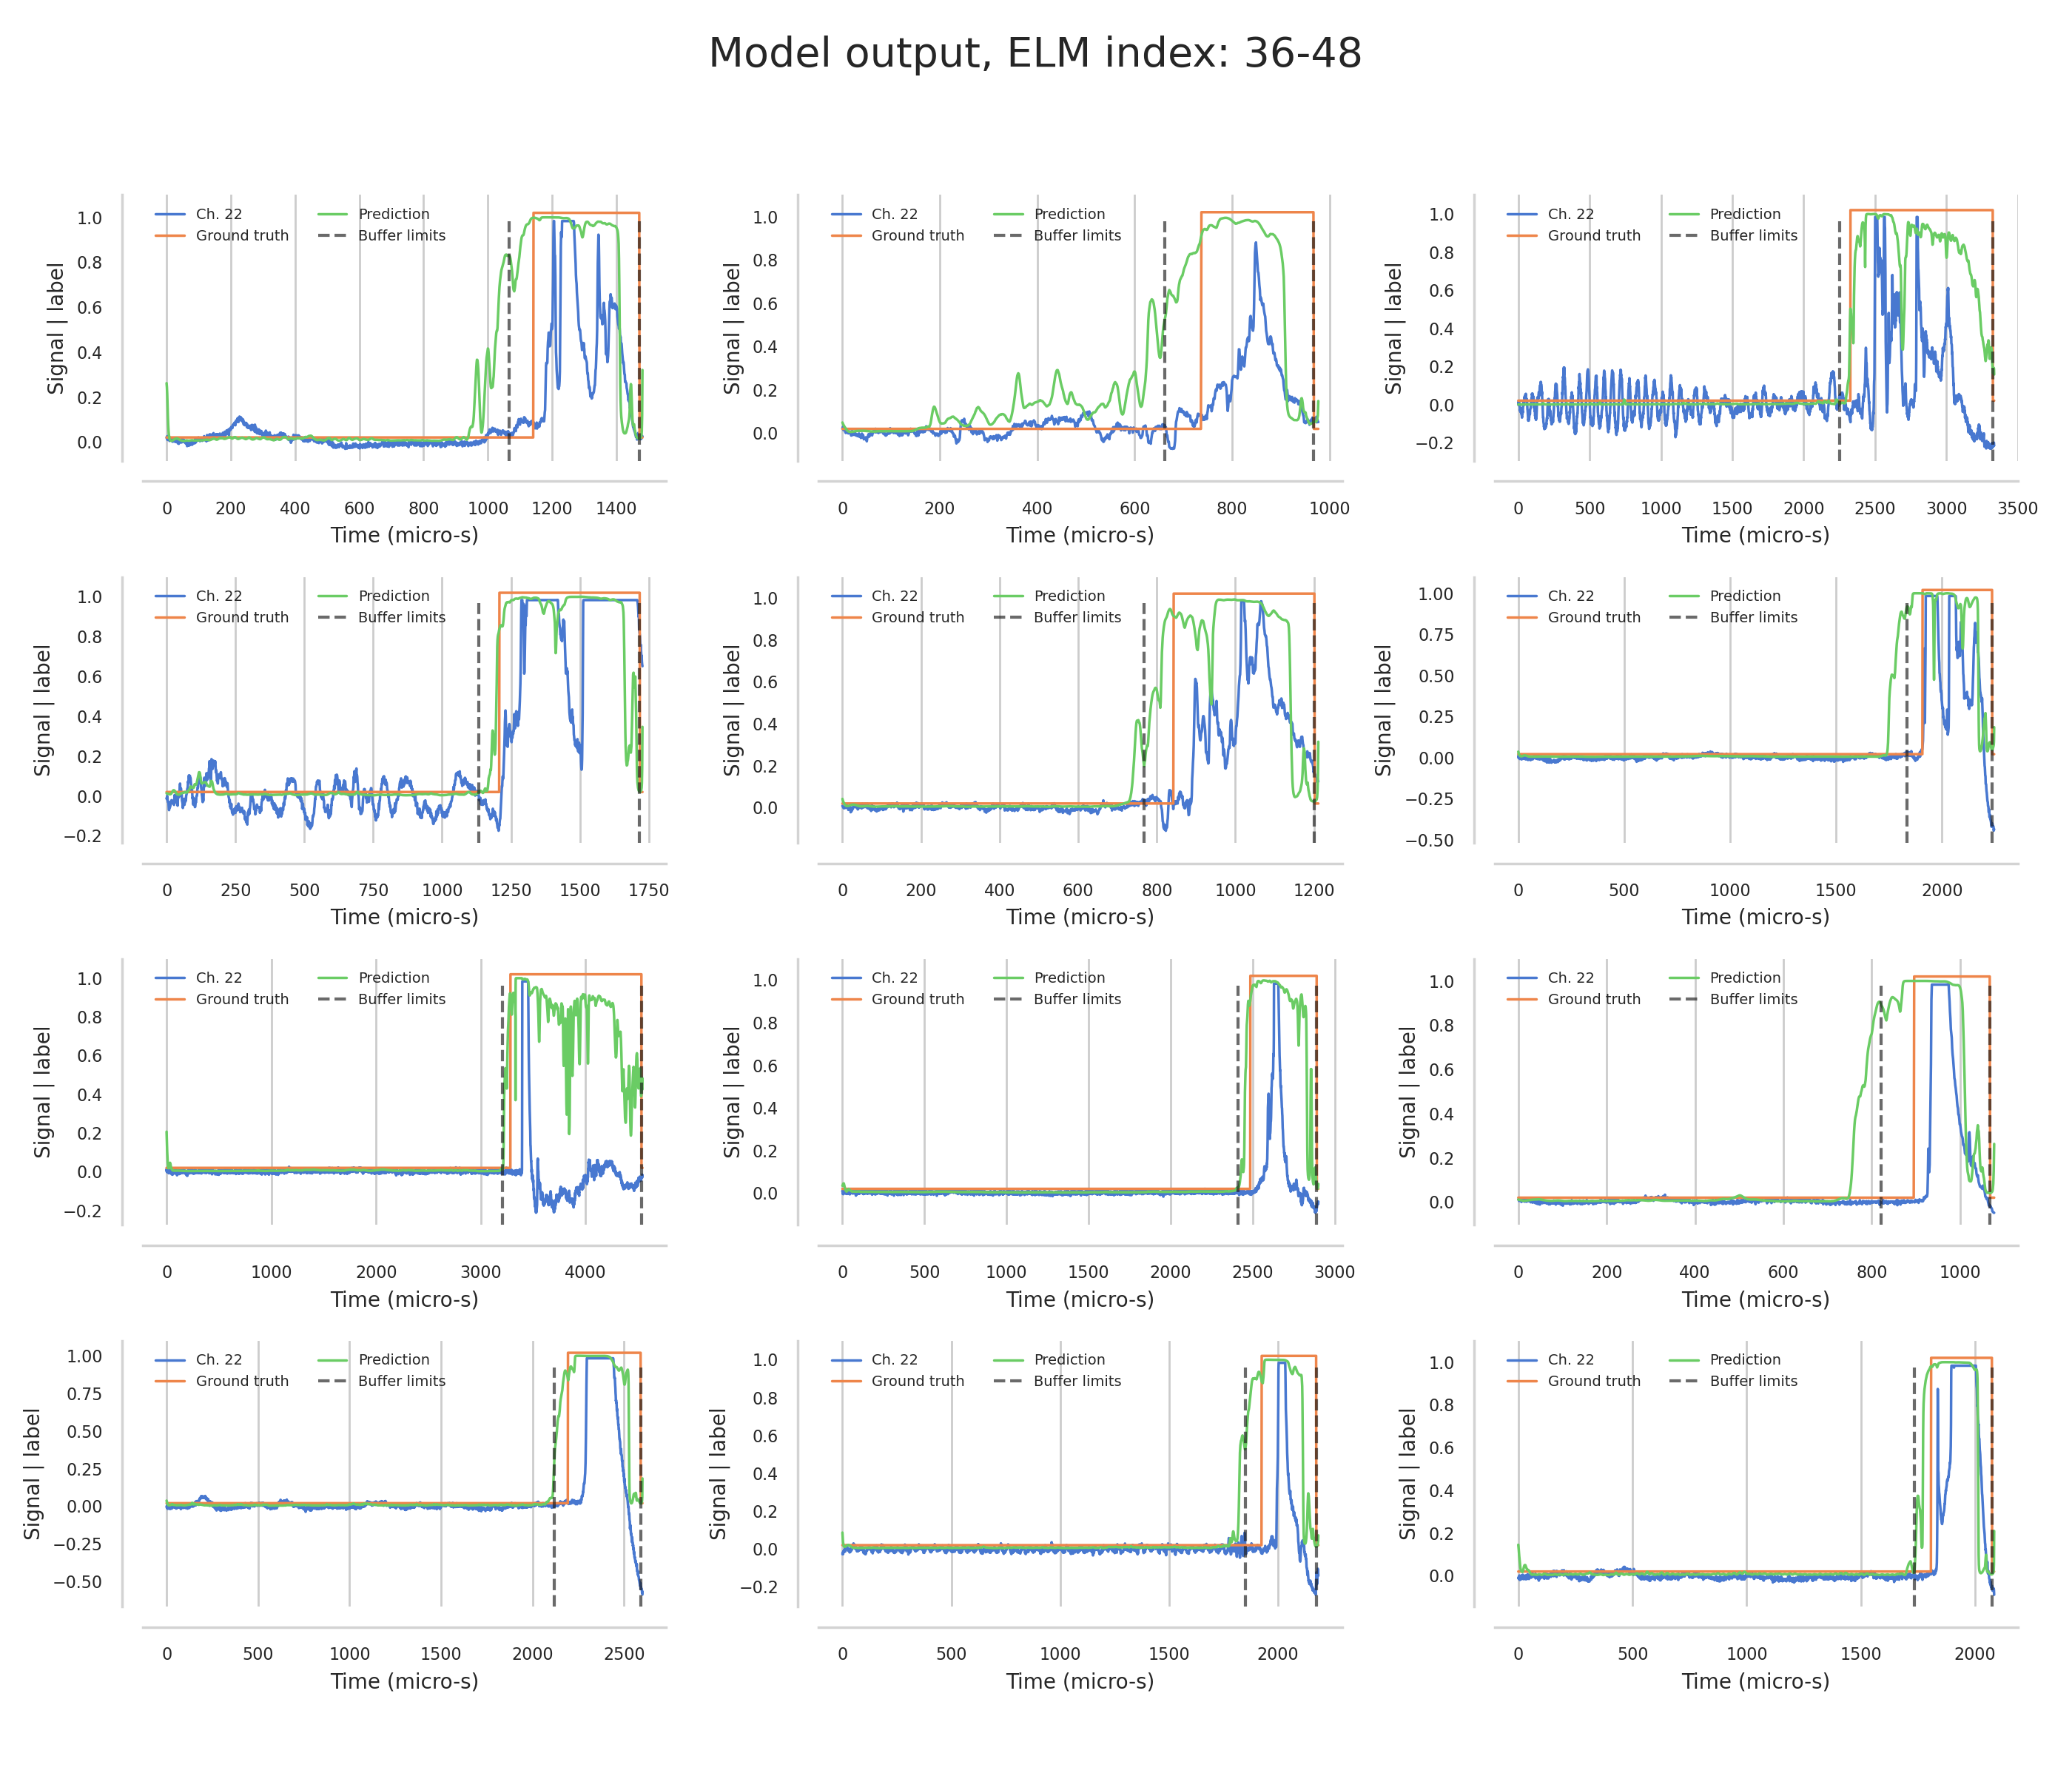 Model output, ELM index: 36-48
Ch. 22 Prediction
Ground truth Buffer limits
Signal | label
1.0
0.8
0.6
0.4
0.2
0.0
0 200 400 600 800 1000 1200 1400
Time (micro-s)
Ch. 22 Prediction
Ground truth Buffer limits
Signal | label
1.0
0.8
0.6
0.4
0.2
0.0
0 200 400 600 800 1000
Time (micro-s)
Ch. 22 Prediction
Ground truth Buffer limits
Signal | label
1.0
0.8
0.6
0.4
0.2
0.0
−0.2
0 500 1000 1500 2000 2500 3000 3500
Time (micro-s)
Ch. 22 Prediction
Ground truth Buffer limits
Signal | label
1.0
0.8
0.6
0.4
0.2
0.0
−0.2
0 250 500 750 1000 1250 1500 1750
Time (micro-s)
Ch. 22 Prediction
Ground truth Buffer limits
Signal | label
1.0
0.8
0.6
0.4
0.2
0.0
0 200 400 600 800 1000 1200
Time (micro-s)
Ch. 22 Prediction
Ground truth Buffer limits
Signal | label
1.00
0.75
0.50
0.25
0.00
−0.25
−0.50
0 500 1000 1500 2000
Time (micro-s)
Ch. 22 Prediction
Ground truth Buffer limits
Signal | label
1.0
0.8
0.6
0.4
0.2
0.0
−0.2
0 1000 2000 3000 4000
Time (micro-s)
Ch. 22 Prediction
Ground truth Buffer limits
Signal | label
1.0
0.8
0.6
0.4
0.2
0.0
0 500 1000 1500 2000 2500 3000
Time (micro-s)
Ch. 22 Prediction
Ground truth Buffer limits
Signal | label
1.0
0.8
0.6
0.4
0.2
0.0
0 200 400 600 800 1000
Time (micro-s)
Ch. 22 Prediction
Ground truth Buffer limits
Signal | label
1.00
0.75
0.50
0.25
0.00
−0.25
−0.50
0 500 1000 1500 2000 2500
Time (micro-s)
Ch. 22 Prediction
Ground truth Buffer limits
Signal | label
1.0
0.8
0.6
0.4
0.2
0.0
−0.2
0 500 1000 1500 2000
Time (micro-s)
Ch. 22 Prediction
Ground truth Buffer limits
Signal | label
1.0
0.8
0.6
0.4
0.2
0.0
0 500 1000 1500 2000
Time (micro-s)